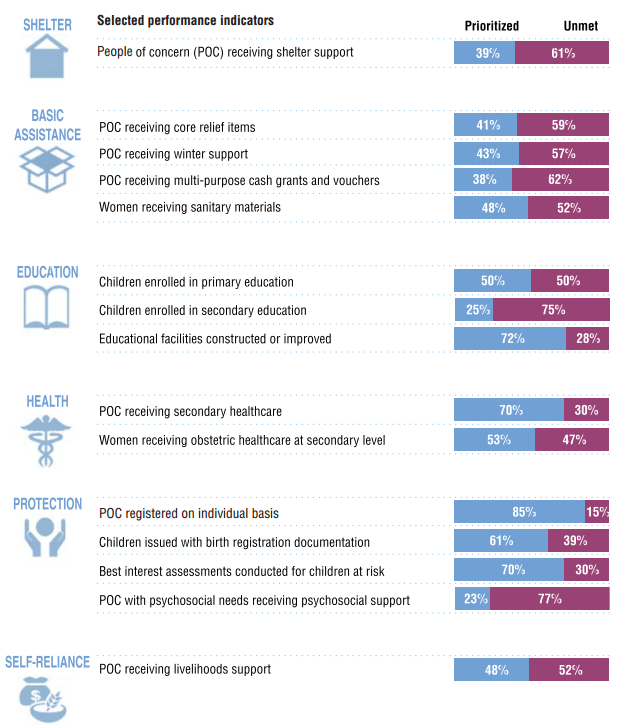 SHELTER
Selected performance indicators
Prioritized Unmet
People of concern (POC) receiving shelter support 39% 61%
BASIC
ASSISTANCE
POC receiving core relief items 41% 59%
POC receiving winter support 43% 57%
POC receiving multi-purpose cash grants and vouchers 38% 62%
Women receiving sanitary materials 48% 52%
EDUCATION
Children enrolled in primary education 50% 50%
Children enrolled in secondary education 25% 75%
Educational facilities constructed or improved 72% 28%
HEALTH
POC receiving secondary healthcare 70% 30%
Women receiving obstetric healthcare at secondary level 53% 47%
PROTECTION
POC registered on individual basis 85% 15%
Children issued with birth registration documentation 61% 39%
Best interest assessments conducted for children at risk 70% 30%
POC with psychosocial needs receiving psychosocial support 23% 77%
SELF-RELIANCE
POC receiving livelihoods support 48% 52%
$